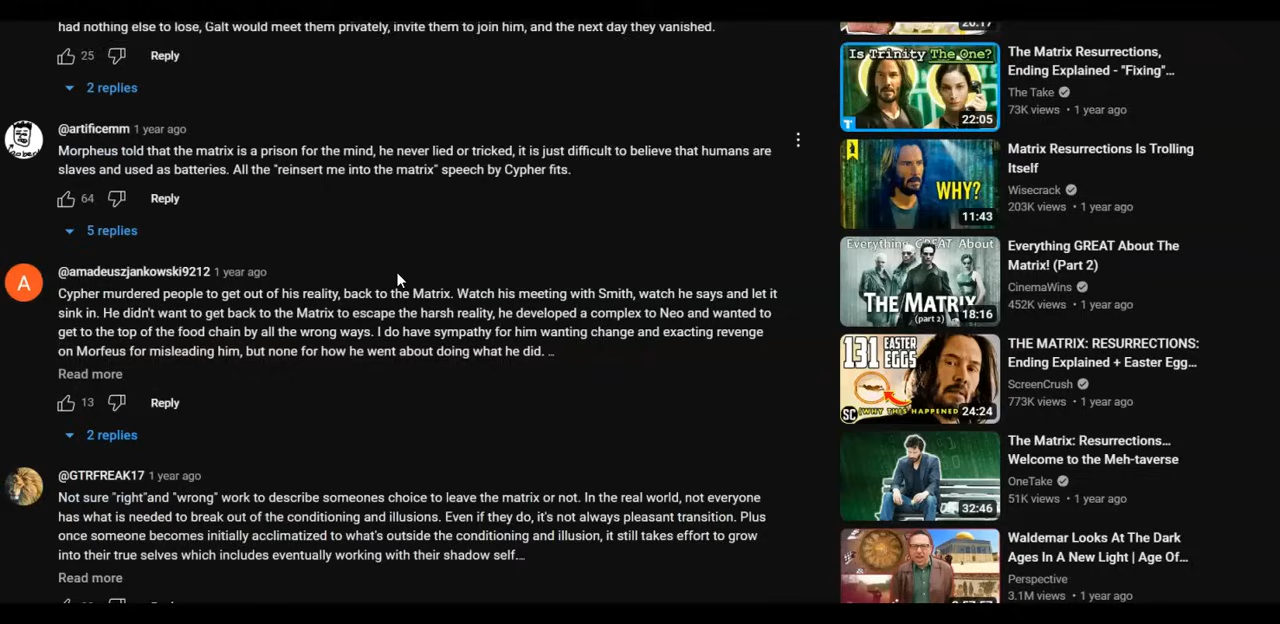 had nothing else to lose, Galt would meet them privately, invite them to join him, and the next day they vanished.
25 Reply
2 replies
@artificemm 1 year ago
Morpheus told that the matrix is a prison for the mind, he never lied or tricked, it is just difficult to believe that humans are
slaves and used as batteries. All the "reinsert me into the matrix" speech by Cypher fits.
64 Reply
5 replies
A
@amadeuszjankowski9212 1 year ago
Cypher murdered people to get out of his reality, back to the Matrix. Watch his meeting with Smith, watch he says and let it
sink in. He didn't want to get back to the Matrix to escape the harsh reality, he developed a complex to Neo and wanted to
get to the top of the food chain by all the wrong ways. I do have sympathy for him wanting change and exacting revenge
on Morfeus for misleading him, but none for how he went about doing what he did. ...
Read more
13 Reply
2 replies
@GTRFREAK17 1 year ago
Not sure "right"and "wrong" work to describe someones choice to leave the matrix or not. In the real world, not everyone
has what is needed to break out of the conditioning and illusions. Even if they do, it's not always pleasant transition. Plus
once someone becomes initially acclimatized to what's outside the conditioning and illusion, it still takes effort to grow
into their true selves which includes eventually working with their shadow self....
Read more
Is Trinity The One?
22:05
The Matrix Resurrections,
Ending Explained - "Fixing"...
The Take
73K views • 1 year ago
WHY?
11:43
Matrix Resurrections Is Trolling
Itself
Wisecrack
203K views • 1 year ago
Everything GREAT About
THE MATRIX
(part 2)
18:16
Everything GREAT About The
Matrix! (Part 2)
CinemaWins
452K views • 1 year ago
131 EASTER
EGGS
SC
WHY THIS HAPPENED
24:24
THE MATRIX: RESURRECTIONS:
Ending Explained + Easter Egg...
ScreenCrush
773K views • 1 year ago
32:46
The Matrix: Resurrections...
Welcome to the Meh-taverse
OneTake
51K views • 1 year ago
Waldemar Looks At The Dark
Ages In A New Light | Age Of...
Perspective
3.1M views • 1 year ago